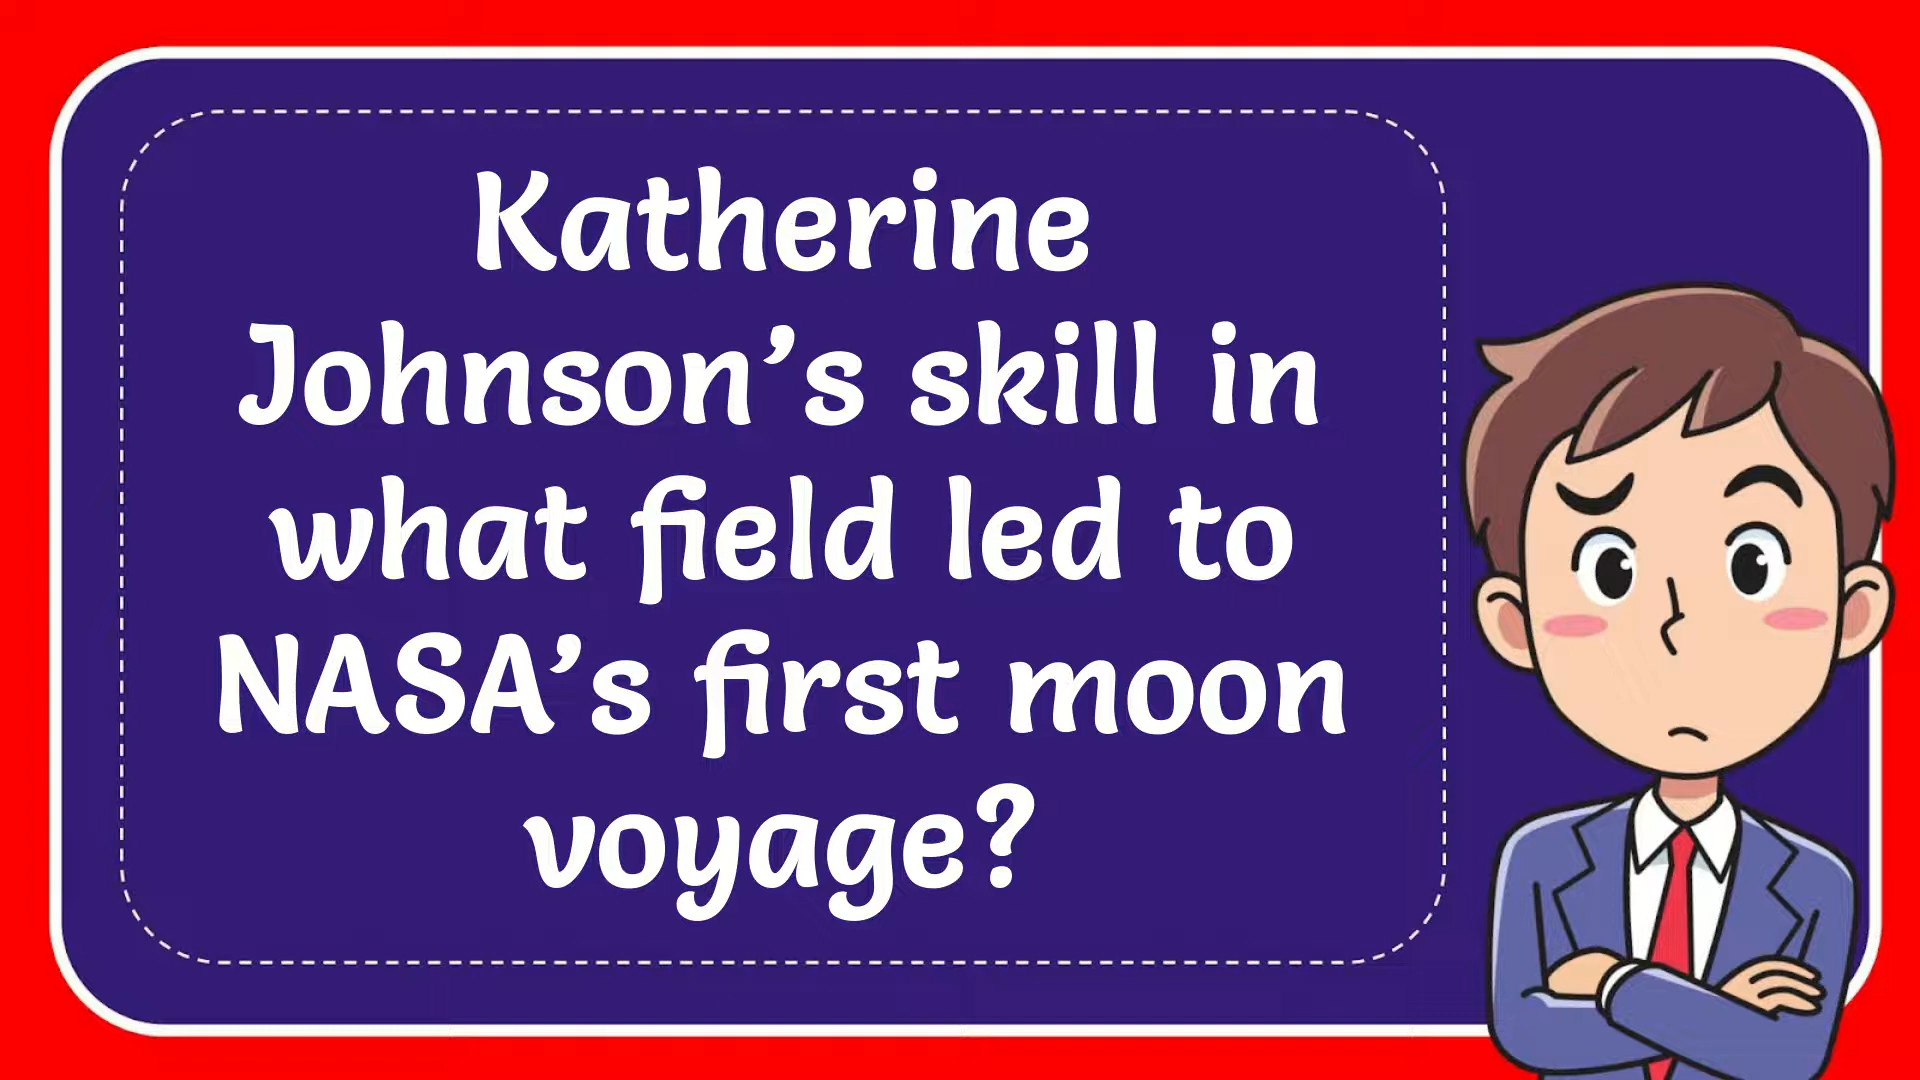 Katherine
Johnson’s skill in
what field led to
NASA’s first moon
voyage?